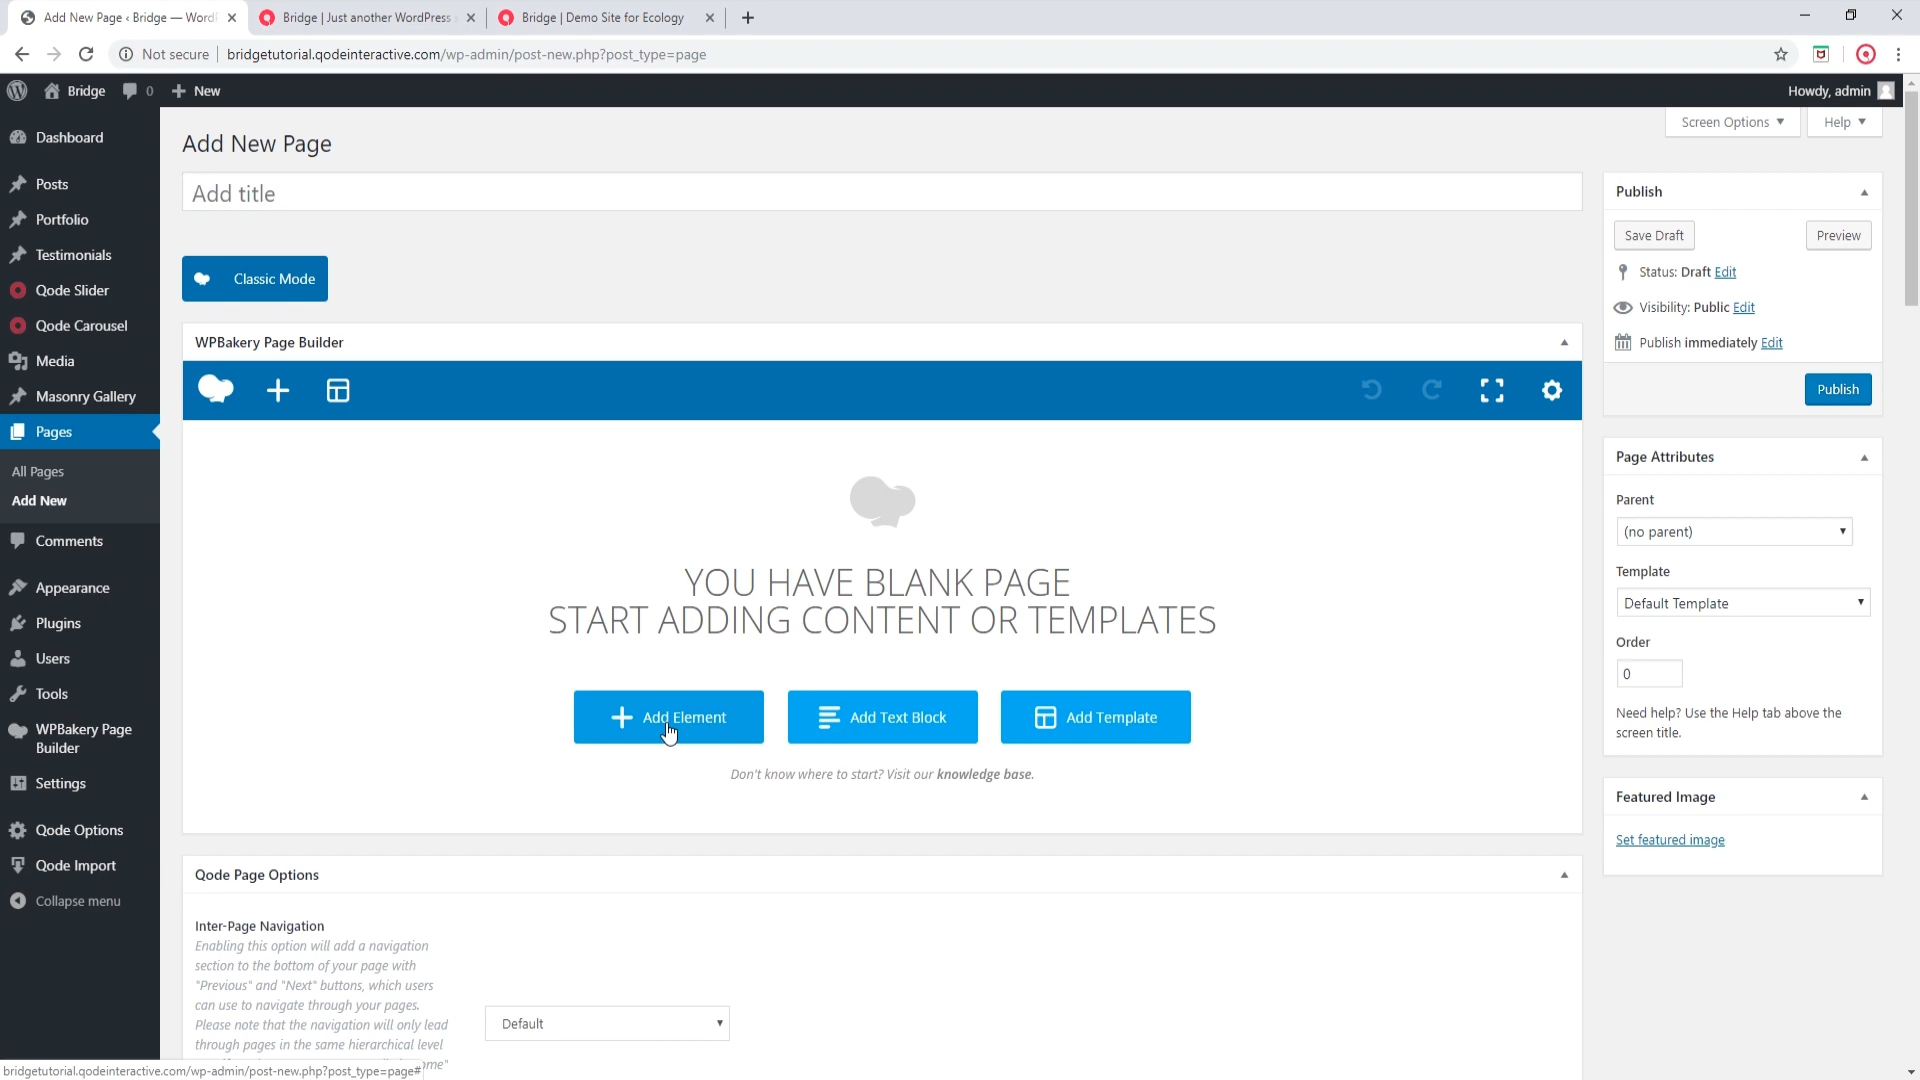 Add New Page ‹ Bridge — Word
Bridge | Just another WordPress s
Bridge | Demo Site for Ecology
Not secure
bridgetutorial.qodeinteractive.com/wp-admin/post-new.php?post_type=page
Bridge
0
New
Howdy, admin
Dashboard
Posts
Portfolio
Testimonials
Qode Slider
Qode Carousel
Media
Masonry Gallery
Pages
All Pages
Add New
Comments
Appearance
Plugins
Users
Tools
WPBakery Page
Builder
Settings
Qode Options
Qode Import
Collapse menu
Screen Options
Help
Add New Page
Add title
Classic Mode
WPBakery Page Builder
YOU HAVE BLANK PAGE
START ADDING CONTENT OR TEMPLATES
Add Element
Add Text Block
Add Template
Don't know where to start? Visit our knowledge base.
Qode Page Options
Inter-Page Navigation
Enabling this option will add a navigation
section to the bottom of your page with
"Previous" and "Next" buttons, which users
can use to navigate through your pages.
Please note that the navigation will only lead
through pages in the same hierarchical level
ome"
Default
Publish
Save Draft
Preview
Status: Draft Edit
Visibility: Public Edit
Publish immediately Edit
Publish
Page Attributes
Parent
(no parent)
Template
Default Template
Order
0
Need help? Use the Help tab above the
screen title.
Featured Image
Set featured image
bridgetutorial.qodeinteractive.com/wp-admin/post-new.php?post_type=page#